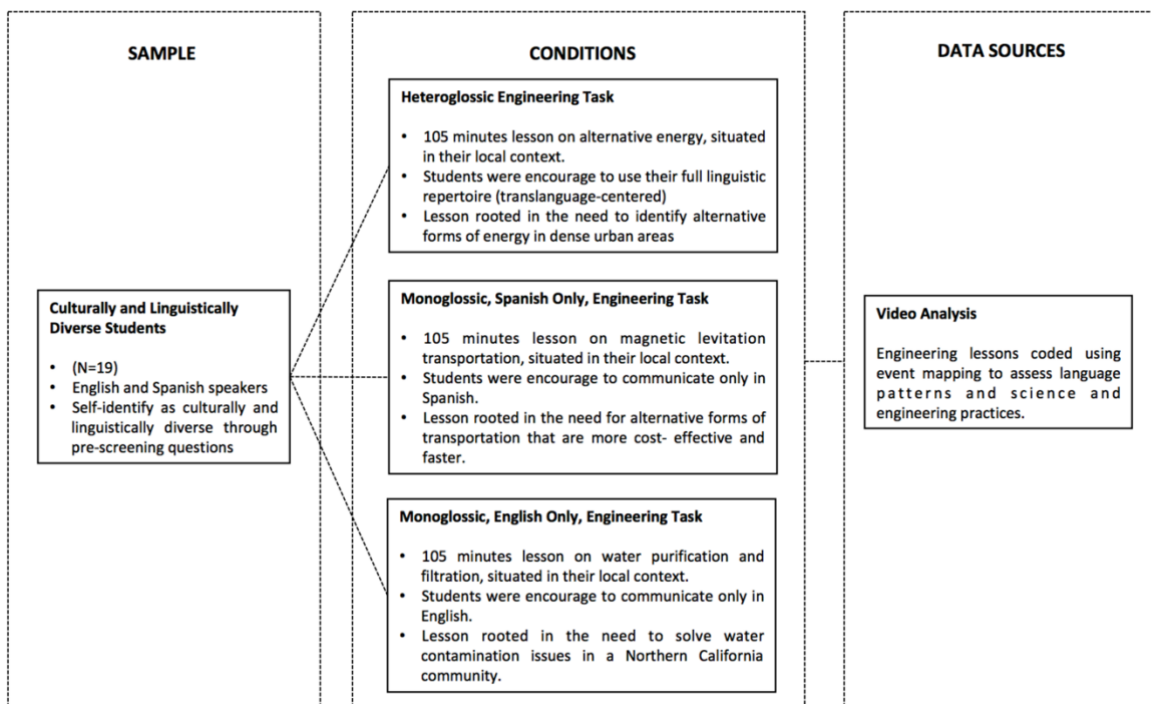 SAMPLE
Culturally and Linguistically
Diverse Students
• (N=19)
• English and Spanish speakers
• Self-identify as culturally and
linguistically diverse through
pre-screening questions
CONDITIONS
Heteroglossic Engineering Task
• 105 minutes lesson on alternative energy, situated
in their local context.
• Students were encourage to use their full linguistic
repertoire (translanguage-centered)
• Lesson rooted in the need to identify alternative
forms of energy in dense urban areas
Monoglossic, Spanish Only, Engineering Task
• 105 minutes lesson on magnetic levitation
transportation, situated in their local context.
• Students were encourage to communicate only in
Spanish.
• Lesson rooted in the need for alternative forms of
transportation that are more cost- effective and
faster.
Monoglossic, English Only, Engineering Task
• 105 minutes lesson on water purification and
filtration, situated in their local context.
• Students were encourage to communicate only in
English.
• Lesson rooted in the need to solve water
contamination issues in a Northern California
community.
DATA SOURCES
Video Analysis
Engineering lessons coded using
event mapping to assess language
patterns and science and
engineering practices.